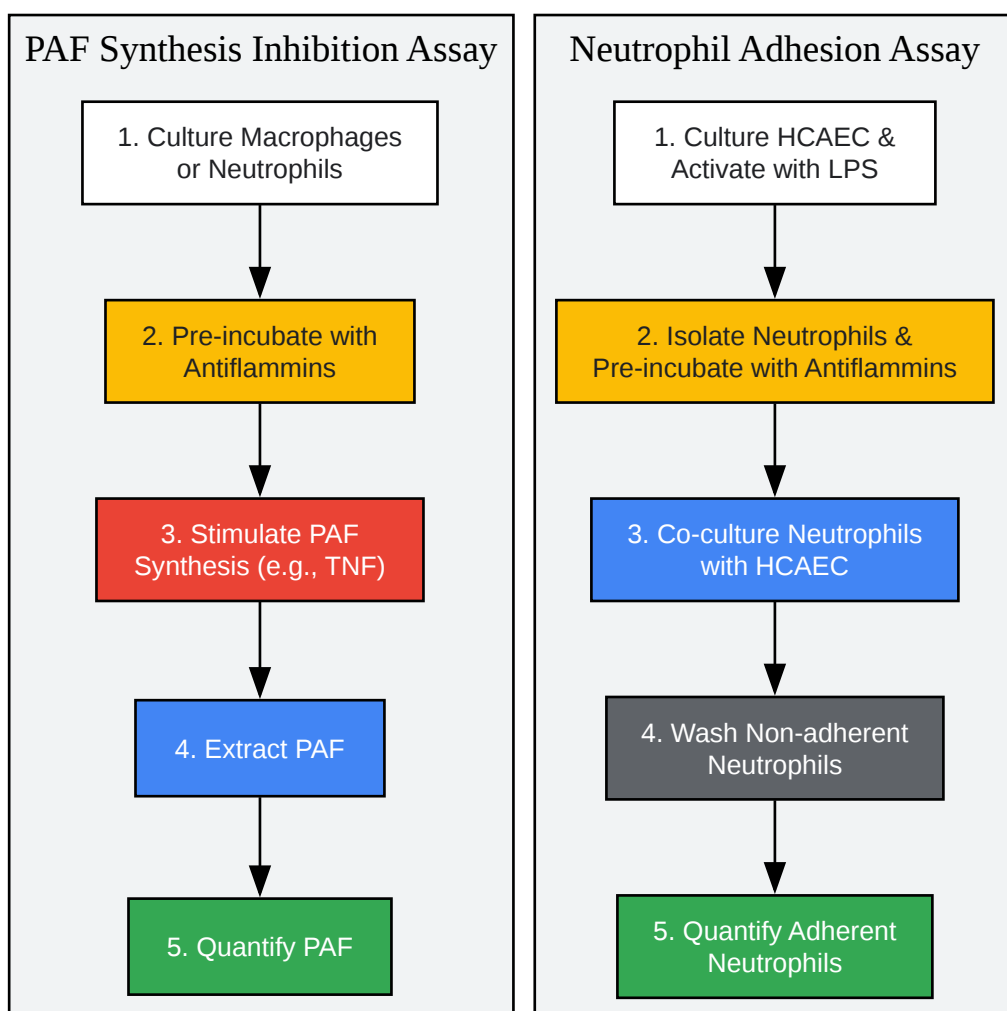 PAF Synthesis Inhibition Assay
1. Culture Macrophages
or Neutrophils
2. Pre-incubate with
Antiflammins
3. Stimulate PAF
Synthesis (e.g., TNF)
4. Extract PAF
5. Quantify PAF
Neutrophil Adhesion Assay
1. Culture HCAEC &
Activate with LPS
2. Isolate Neutrophils &
Pre-incubate with Antiflammins
3. Co-culture Neutrophils
with HCAEC
4. Wash Non-adherent
Neutrophils
5. Quantify Adherent
Neutrophils